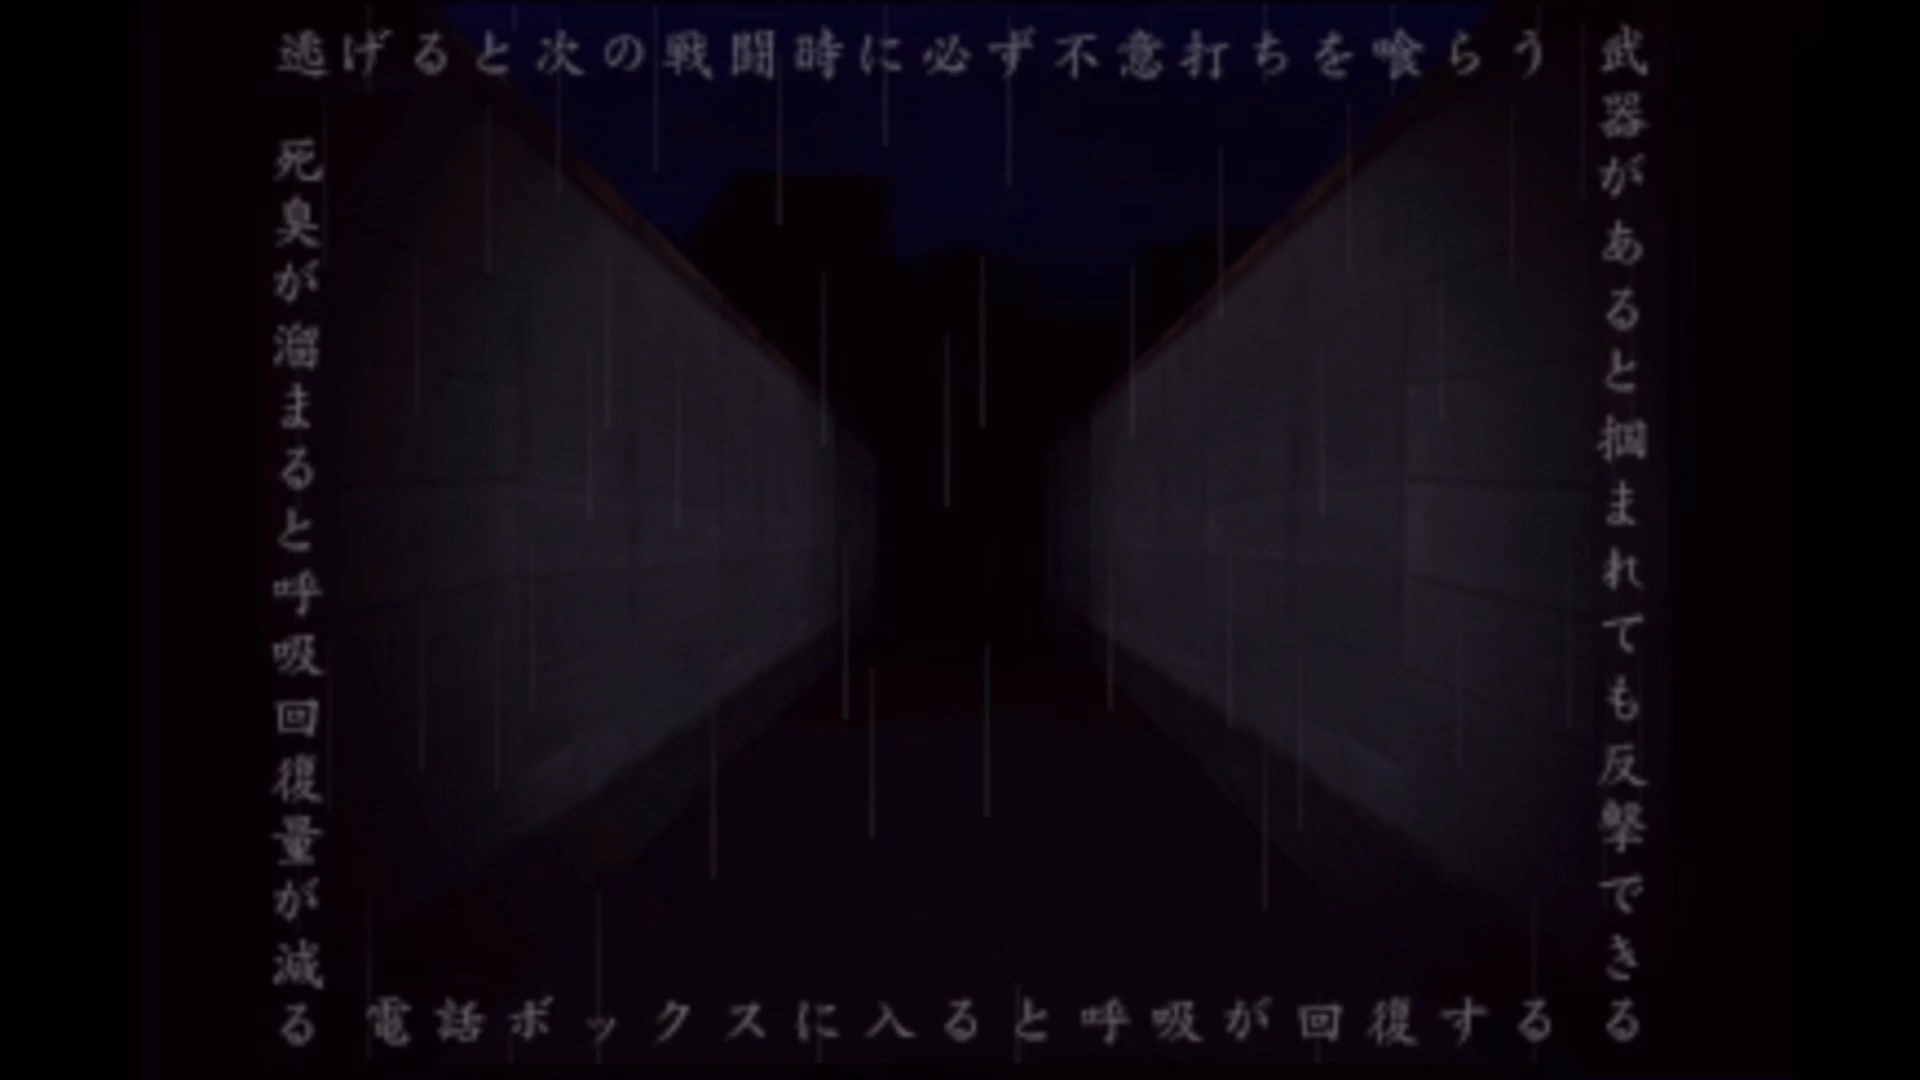 逃げると次の戦闘時に必ず不意打ちを喰らう
武器があると掴まれても反撃できる
死臭が溜まると呼吸回復量が減る
電話ボックスに入ると呼吸が回復する